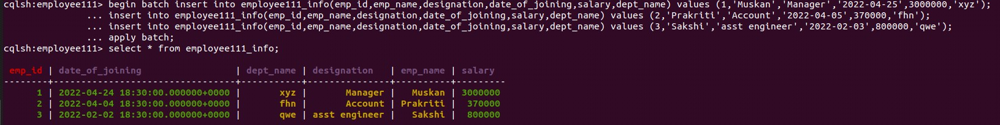 cqlsh:employee111> begin batch insert into employee111_info(emp_id,emp_name,designation,date_of_joining,salary,dept_name) values (1,'Muskan','Manager','2022-04-25',3000000,'xyz');
... insert into employee111_info(emp_id,emp_name,designation,date_of_joining,salary,dept_name) values (2,'Prakriti','Account','2022-04-05',370000,'fhn');
... insert into employee111_info(emp_id,emp_name,designation,date_of_joining,salary,dept_name) values (3,'Sakshi','asst engineer','2022-02-03',800000,'qwe');
... apply batch;
cqlsh:employee111> select * from employee111_info;
emp_id | date_of_joining                 | dept_name | designation   | emp_name | salary
--------+---------------------------------+-----------+---------------+----------+---------
1 | 2022-04-24 18:30:00.000000+0000 |       xyz |       Manager |   Muskan | 3000000
2 | 2022-04-04 18:30:00.000000+0000 |       fhn |       Account | Prakriti |  370000
3 | 2022-02-02 18:30:00.000000+0000 |       qwe | asst engineer |   Sakshi |  800000